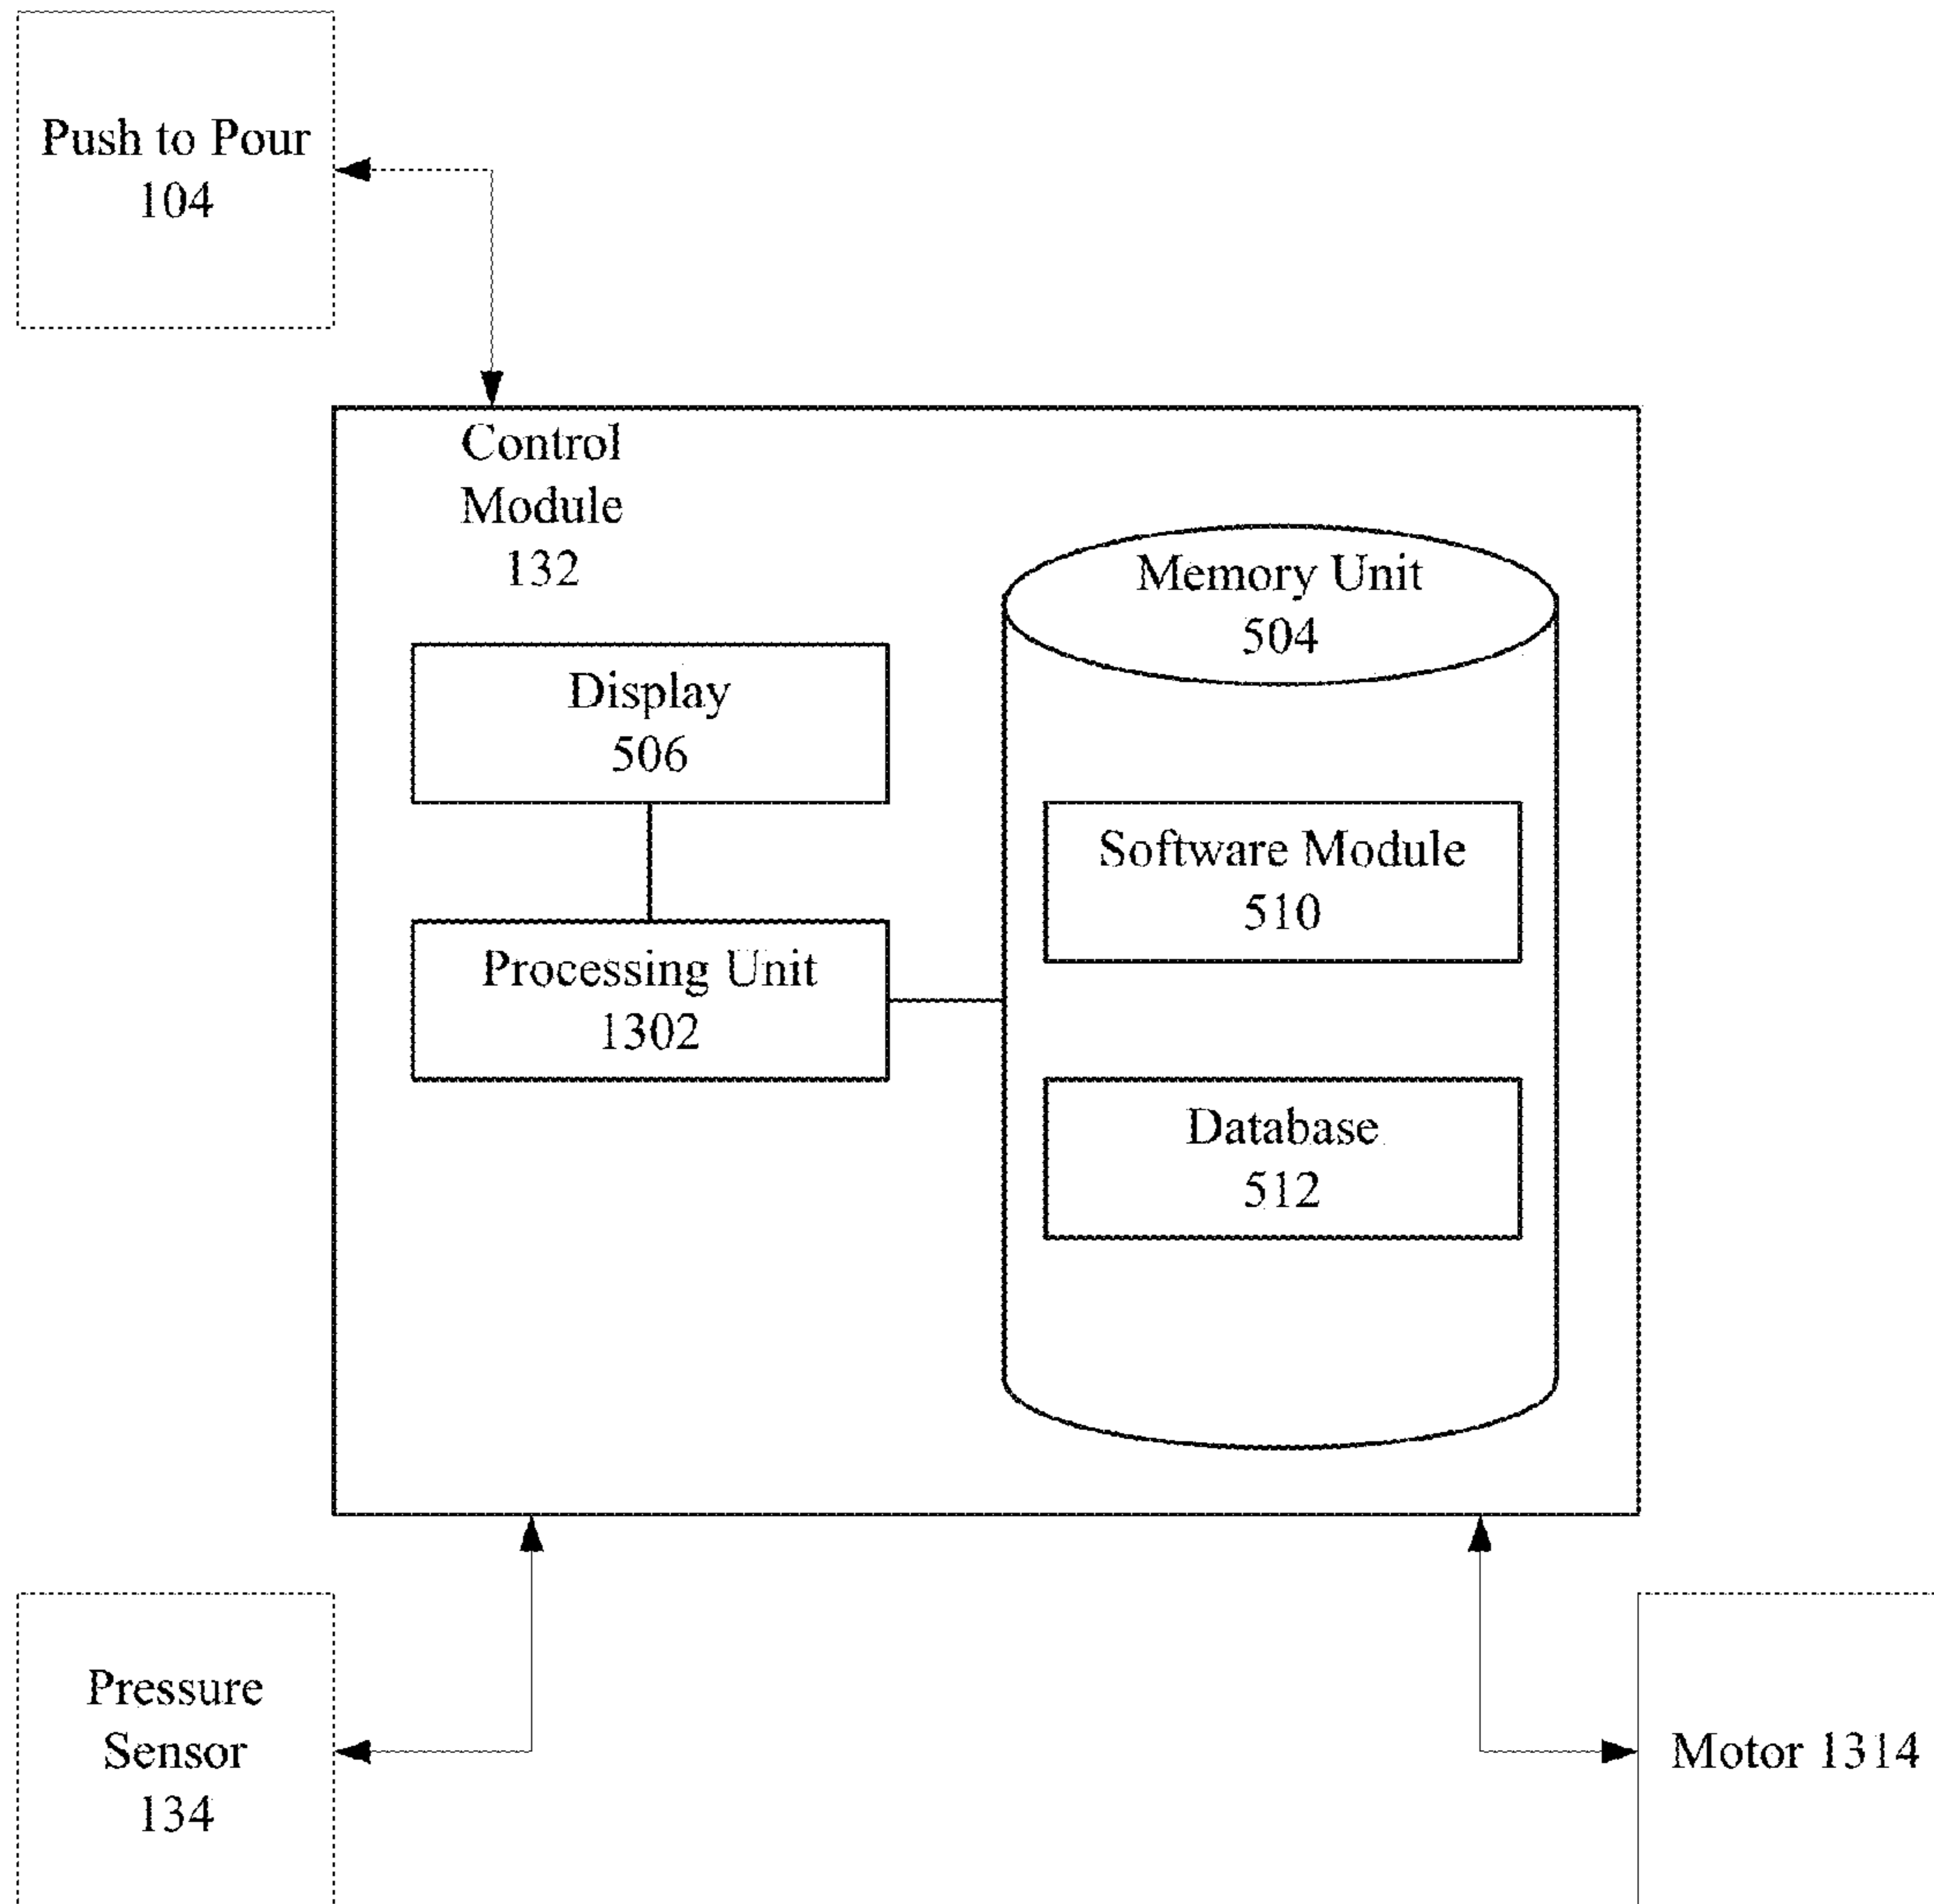 Push to Pour
104
Control
Module
132
Memory Unit
504
Display
506
Software Module
510
Processing Unit
1302
Database
512
Pressure
Sensor
134
Motor 1314